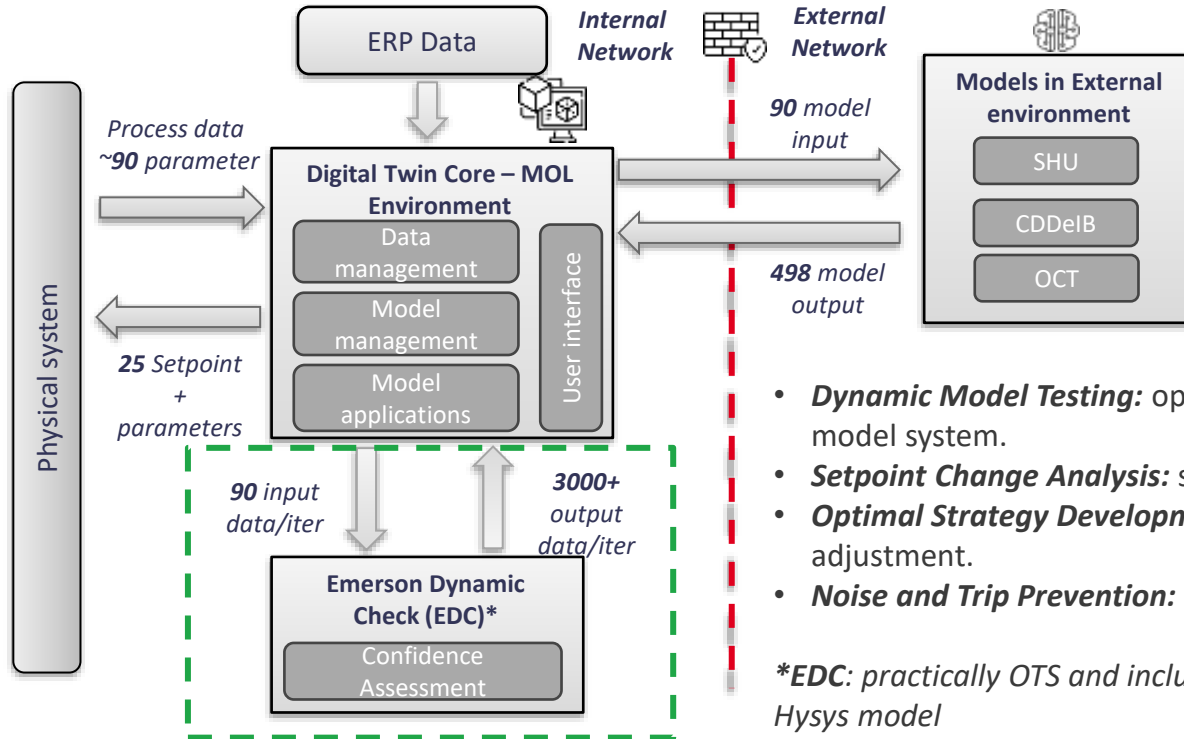 ERP Data
Internal
Network
External
Network
Models in External
environment
SHU
CDDeIB
OCT
Process data
~90 parameter
90 model
input
Digital Twin Core – MOL
Environment
Data
management
Model
management
Model
applications
User interface
498 model
output
Physical system
25 Setpoint
+
parameters
90 input
data/iter
3000+
output
data/iter
Emerson Dynamic
Check (EDC)*
Confidence
Assessment
• Dynamic Model Testing:
model system.
• Setpoint Change Analysis:
• Optimal Strategy
adjustment.
• Noise and Trip Prevention:
*EDC: practically OTS and
Hysys model